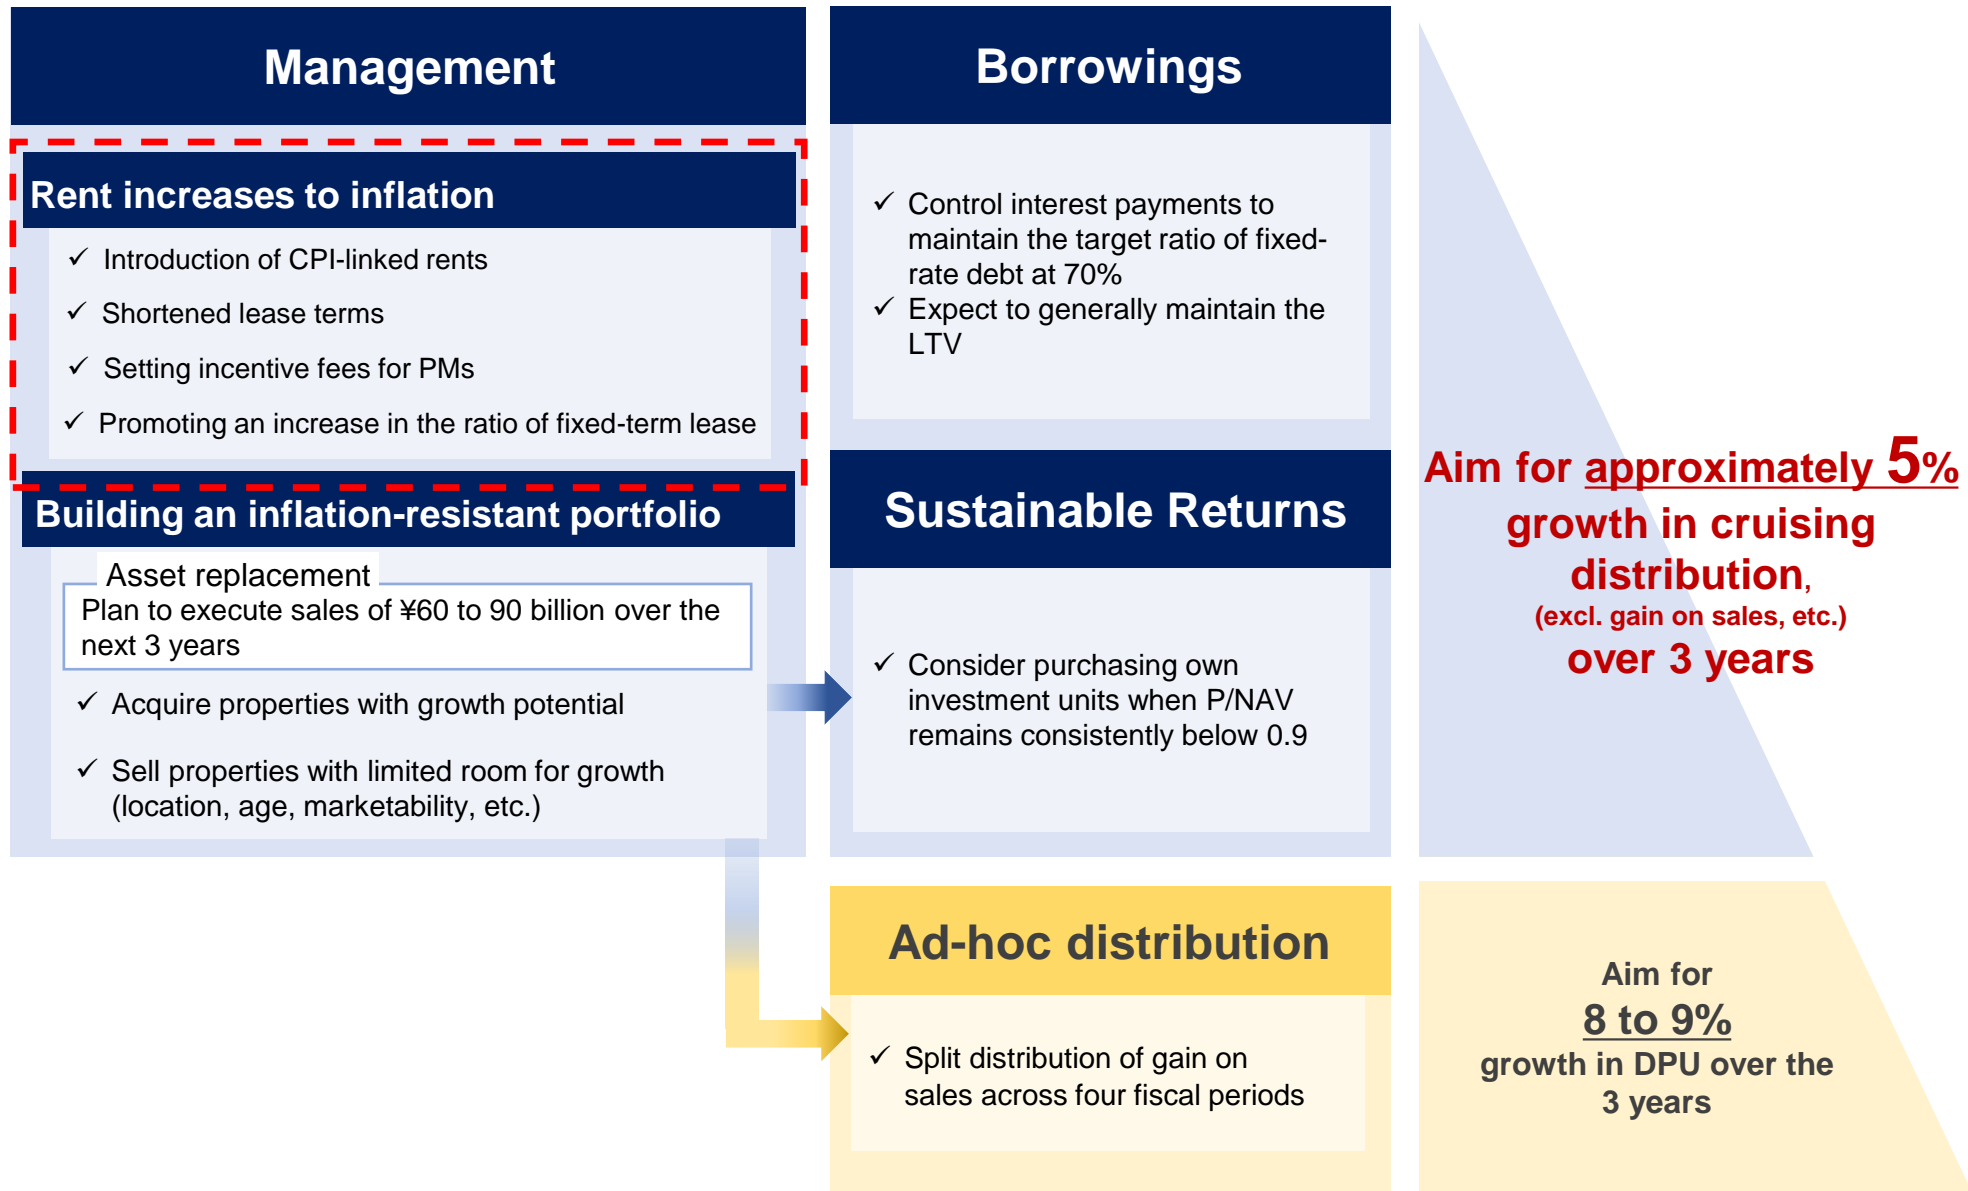 Management
Rent increases to inflation
✓ Introduction of CPI-linked rents
✓ Shortened lease terms
✓ Setting incentive fees for PMs
✓ Promoting an increase in the ratio of fixed-term lease
Building an inflation-resistant portfolio
Asset replacement
Plan to execute sales of ¥60 to 90 billion over the
next 3 years
✓ Acquire properties with growth potential
✓ Sell properties with limited room for growth
(location, age, marketability, etc.)
Borrowings
✓ Control interest payments to
maintain the target ratio of fixed-
rate debt at 70%
✓ Expect to generally maintain the
LTV
Sustainable Returns
✓ Consider purchasing own
investment units when P/NAV
remains consistently below 0.9
Ad-hoc distribution
✓ Split distribution of gain on
sales across four fiscal periods
Aim for approximately 5%
growth in cruising
distribution,
(excl. gain on sales, etc.)
over 3 years
Aim for
8 to 9%
growth in DPU over the
3 years